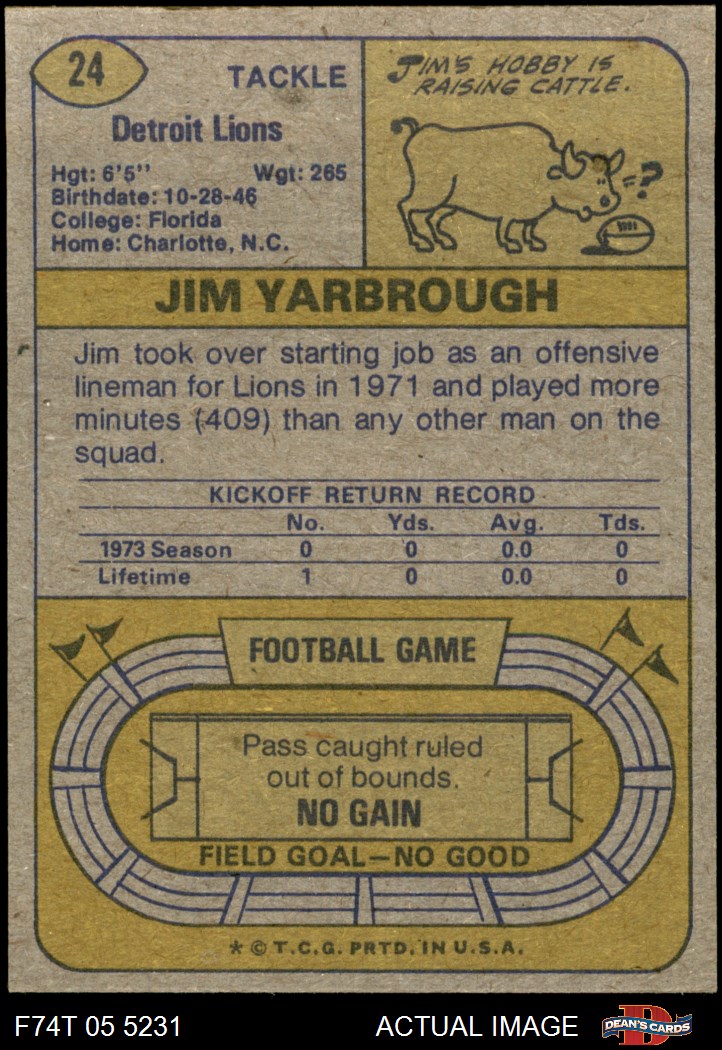 24
TACKLE
Detroit Lions
Hgt: 6'5" Wgt: 265
Birthdate: 10-28-46
College: Florida
Home: Charlotte, N.C.
JIM'S HOBBY IS
RAISING CATTLE.
=?
JIM YARBROUGH
Jim took over starting job as an offensive
lineman for Lions in 1971 and played more
minutes (409) than any other man on the
squad.
KICKOFF RETURN RECORD
No. Yds. Avg. Tds.
1973 Season 0 0 0.0 0
Lifetime 1 0 0.0 0
FOOTBALL GAME
Pass caught ruled
out of bounds.
NO GAIN
FIELD GOAL—NO GOOD
* © T.C.G. PRTD. IN U.S.A.
F74T 05 5231 ACTUAL IMAGE D DEAN'S CARDS